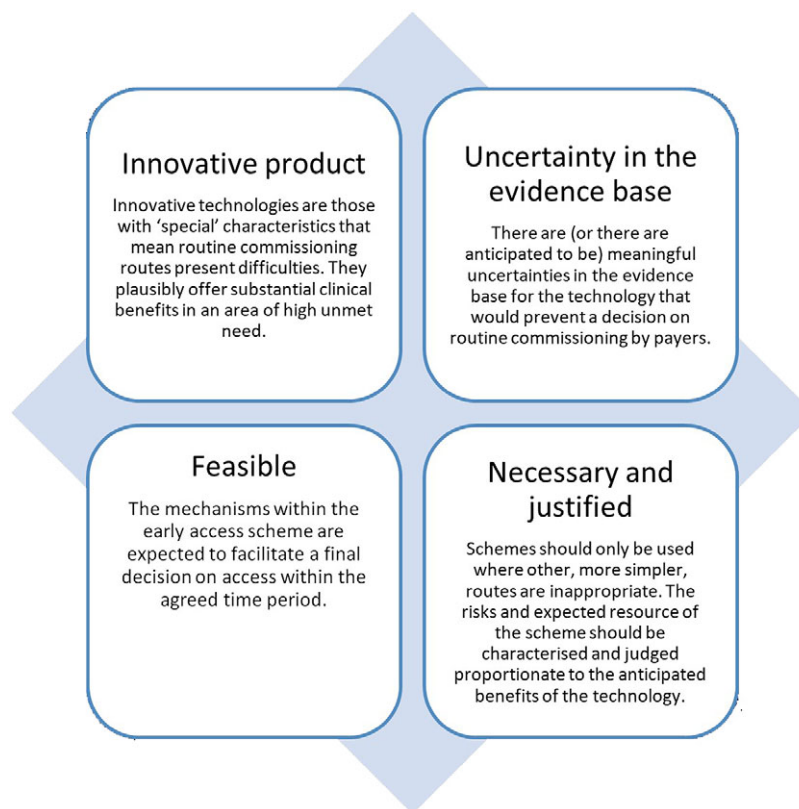 Innovative product
Innovative technologies are those
with ‘special’ characteristics that
mean routine commissioning
routes present difficulties. They
plausibly offer substantial clinical
benefits in an area of high unmet
need.
Uncertainty in the
evidence base
There are (or there are
anticipated to be) meaningful
uncertainties in the evidence
base for the technology that
would prevent a decision on
routine commissioning by payers.
Feasible
The mechanisms within the
early access scheme are
expected to facilitate a final
decision on access within the
agreed time period.
Necessary and
justified
Schemes should only be used
where other, more simpler,
routes are inappropriate. The
risks and expected resource of
the scheme should be
characterised and judged
proportionate to the anticipated
benefits of the technology.